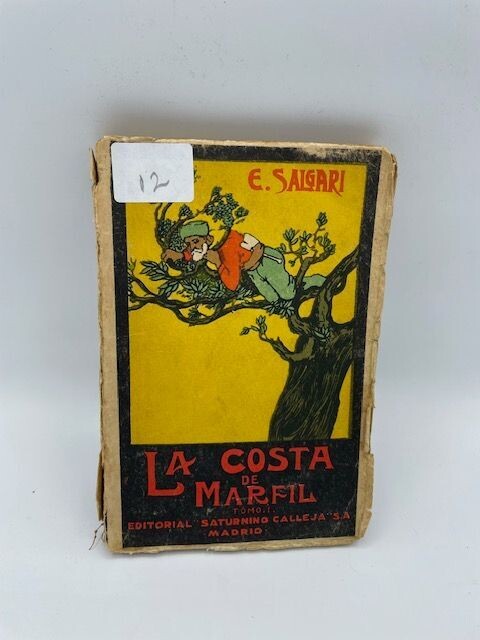 12
E. SALGARI
LA COSTA
DE
MARFIL
TOMO.I.
EDITORIAL "SATURNINO CALLEJA" S.A
MADRID